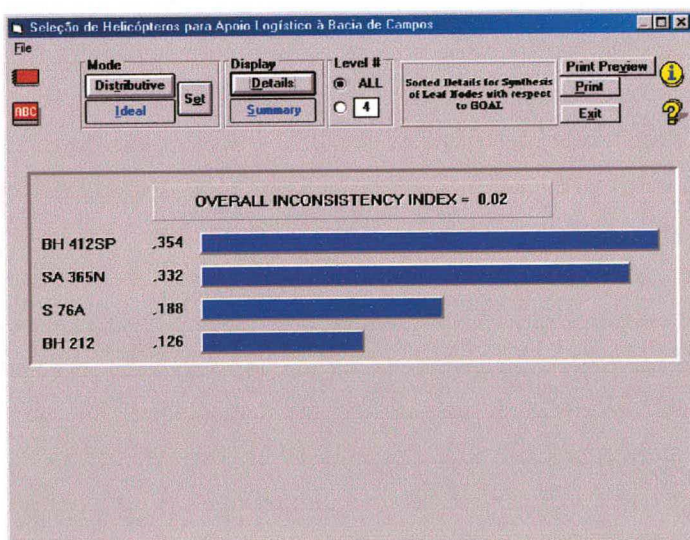 Seleção de Helicópteros para Apoio Logístico à Bacia de Campos
File
Mode
Distributive
Ideal
Set
Display
Details
Summary
Level #
ALL
4
Sorted Details for Synthesis
of Leaf Nodes with respect
to GOAL
Print Preview
Print
Exit
ABC
OVERALL INCONSISTENCY INDEX = 0,02
BH 412SP ,354
SA 365N ,332
S 76A ,188
BH 212 ,126